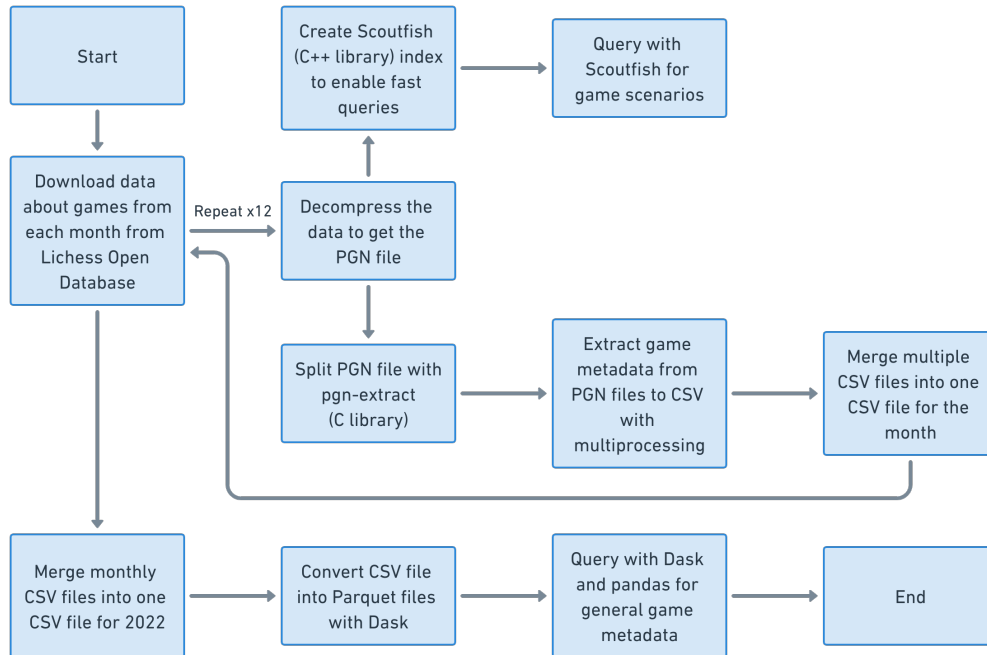 Start
Create Scoutfish
(C++ library) index
to enable fast
queries
Query with
Scoutfish for
game scenarios
Download data
about games from
each month from
Lichess Open
Database
Repeat x12
Decompress the
data to get the
PGN file
Split PGN file with
pgn-extract
(C library)
Extract game
metadata from
PGN files to CSV
with
multiprocessing
Merge multiple
CSV files into one
CSV file for the
month
Merge monthly
CSV files into one
CSV file for 2022
Convert CSV file
into Parquet files
with Dask
Query with Dask
and pandas for
general game
metadata
End